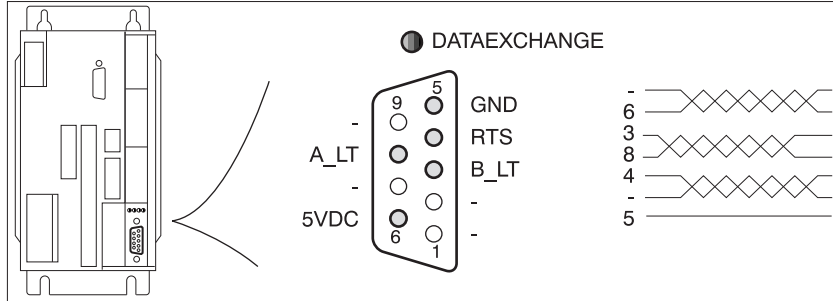 DATAEXCHANGE
9 5
- GND
RTS
A_LT
B_LT
-
-
5VDC
6 -
1
-
6
3
8
4
-
5